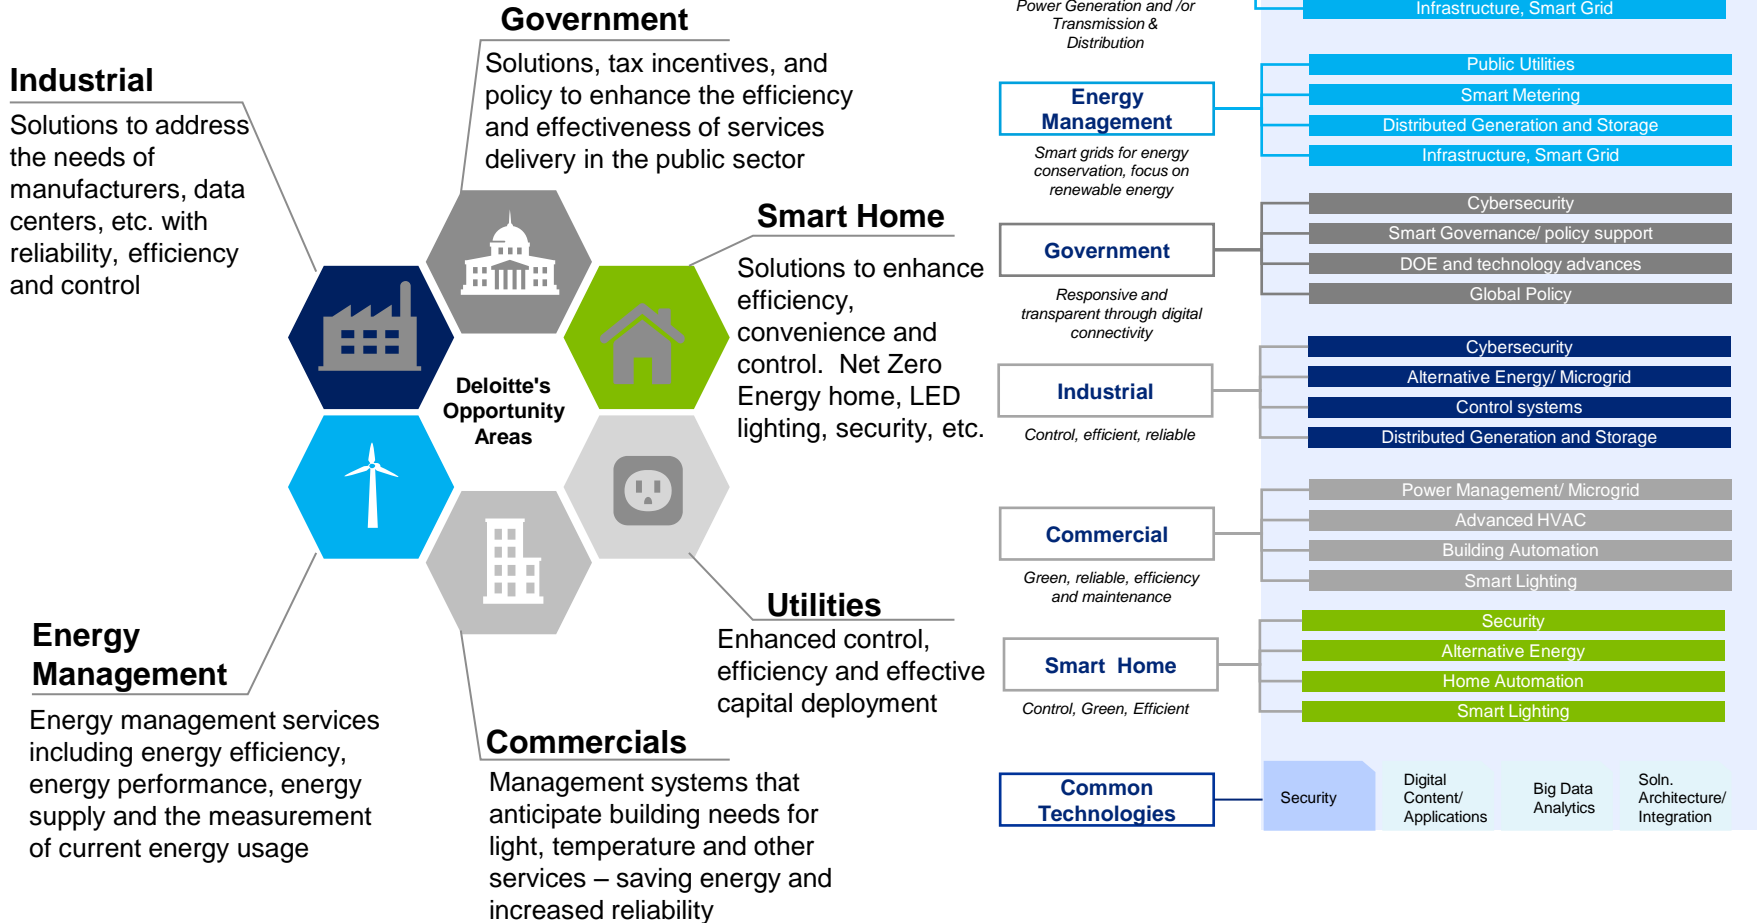 Government
Solutions, tax incentives, and
policy to enhance the efficiency
and effectiveness of services
delivery in the public sector
Industrial
Solutions to address
the needs of
manufacturers, data
centers, etc. with
reliability, efficiency
and control
Smart Home
Solutions to enhance
efficiency,
convenience and
control. Net Zero
Energy home, LED
lighting, security, etc.
Deloitte's
Opportunity
Areas
Utilities
Enhanced control,
efficiency and effective
capital deployment
Energy
Management
Energy management services
including energy efficiency,
energy performance, energy
supply and the measurement
of current energy usage
Commercials
Management systems that
anticipate building needs for
light, temperature and other
services – saving energy and
increased reliability
Power Generation and /or
Transmission &
Distribution
Infrastructure, Smart Grid
Energy
Management
Smart grids for energy
conservation, focus on
renewable energy
Public Utilities
Smart Metering
Distributed Generation and Storage
Infrastructure, Smart Grid
Government
Responsive and
transparent through digital
connectivity
Cybersecurity
Smart Governance/ policy support
DOE and technology advances
Global Policy
Industrial
Control, efficient, reliable
Cybersecurity
Alternative Energy/ Microgrid
Control systems
Distributed Generation and Storage
Commercial
Green, reliable, efficiency
and maintenance
Power Management/ Microgrid
Advanced HVAC
Building Automation
Smart Lighting
Smart Home
Control, Green, Efficient
Security
Alternative Energy
Home Automation
Smart Lighting
Common
Technologies
Security
Digital
Content/
Applications
Big Data
Analytics
Soln.
Architecture/
Integration